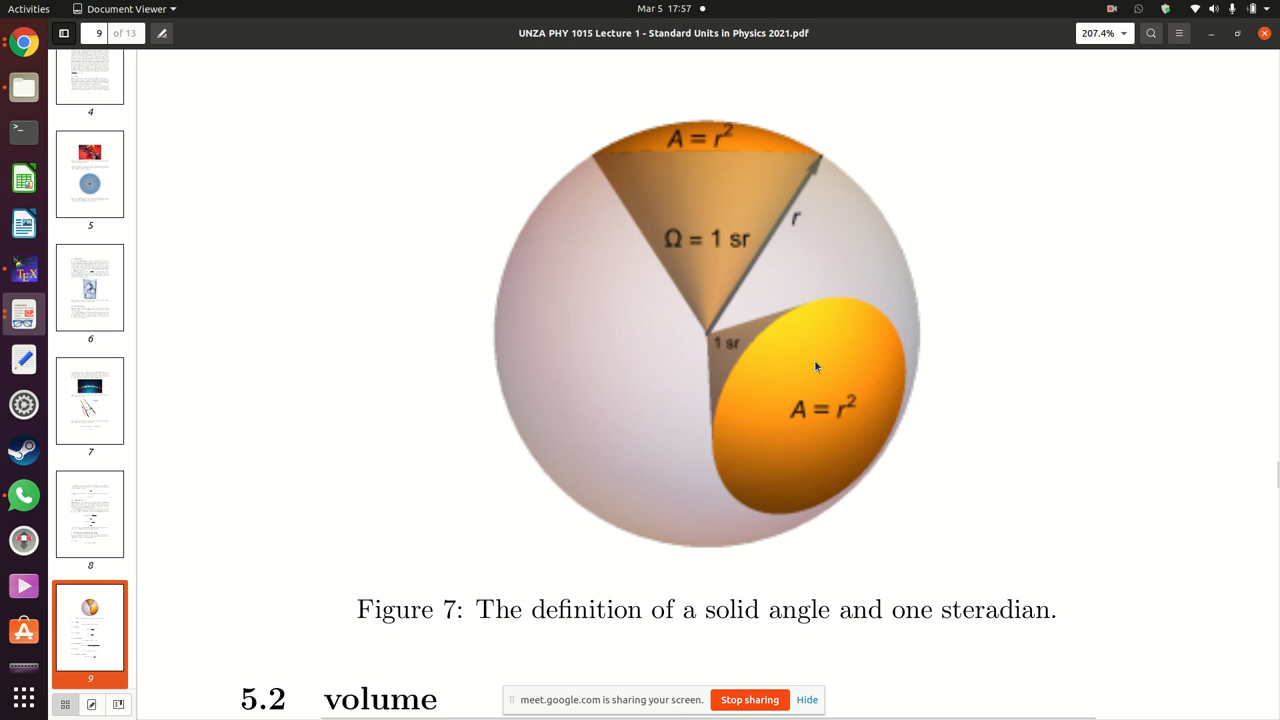 Activities
Document Viewer
Mar 5 17:57
9 of 13
UNZA PHY 1015 Lecture 1 - Standard Units in Physics 2021.pdf
207.4%
4
5
6
7
8
9
A = r²
Ω = 1 sr
r
1 sr
A = r²
Figure 7: The definition of a solid angle and one steradian.
5.2 volume
meet.google.com is sharing your screen.
Stop sharing
Hide